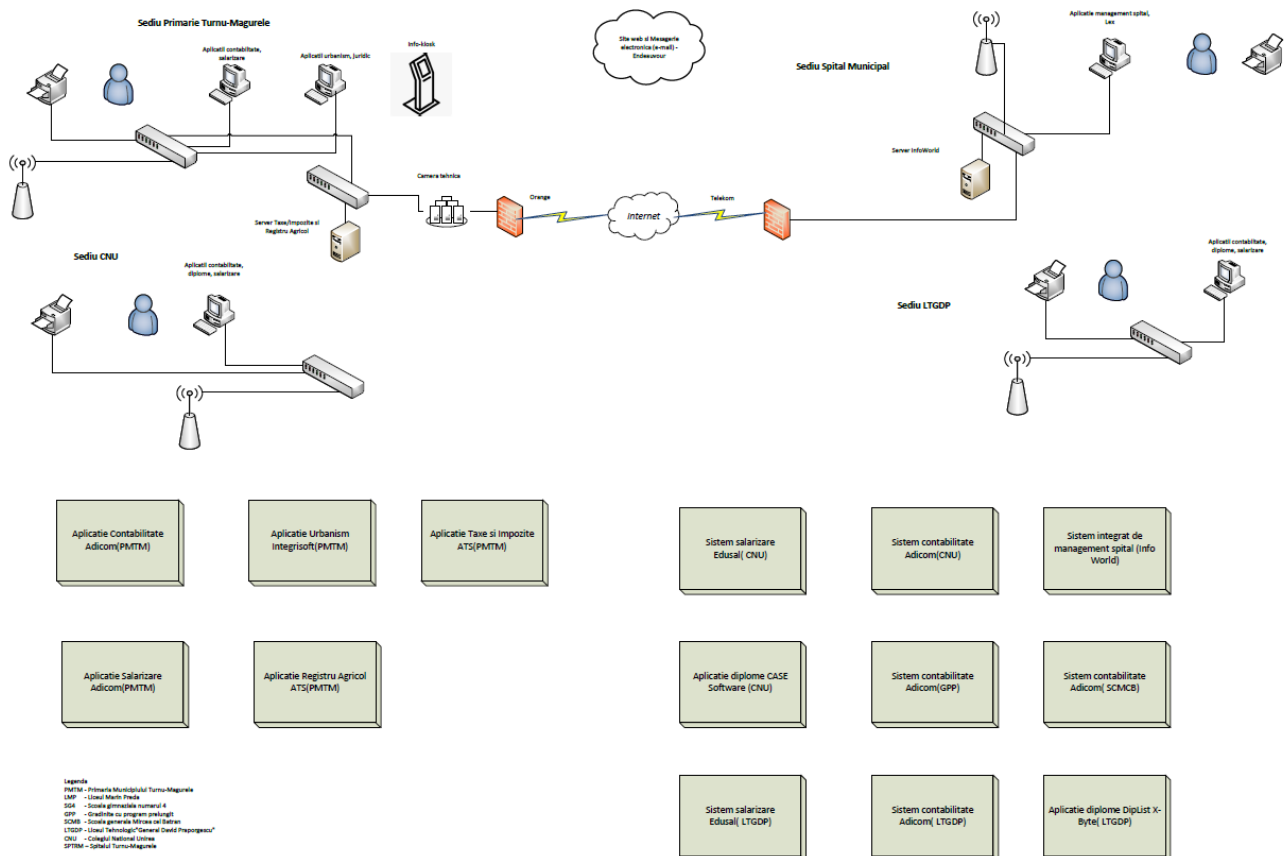 Sediu Primarie Turnu-Magurele
Aplicatii contabilitate,
salarizare
Aplicatii urbanism, juridic
Info-kiosk
Site web si Mesagerie
electronica (e-mail) -
Endeauvour
Aplicatie management spital,
Lex
Sediu Spital Municipal
Server InfoWorld
Camera tehnica
Orange
Internet
Telekom
Server Taxe/Impozite si
Registru Agricol
Sediu CNU
Aplicatii contabilitate,
diplome, salarizare
Aplicatii contabilitate,
diplome, salarizare
Sediu LTGDP
Aplicatie Contabilitate
Adicom(PMTM)
Aplicatie Urbanism
Integrisoft(PMTM)
Aplicatie Taxe si Impozite
ATS(PMTM)
Sistem salarizare
Edusal( CNU)
Sistem contabilitate
Adicom(CNU)
Sistem integrat de
management spital (Info
World)
Aplicatie Salarizare
Adicom(PMTM)
Aplicatie Registru Agricol
ATS(PMTM)
Aplicatie diplome CASE
Software (CNU)
Sistem contabilitate
Adicom(GPP)
Sistem contabilitate
Adicom( SCMCB)
Sistem salarizare
Edusal( LTGDP)
Sistem contabilitate
Adicom( LTGDP)
Aplicatie diplome DipList X-
Byte( LTGDP)
Legenda
PMTM - Primaria Municipiului Turnu-Magurele
LMP - Liceul Marin Preda
SG4 - Scoala gimnaziala numarul 4
GPP - Gradinite cu program prelungit
SCMB - Scoala generala Mircea cel Batran
LTGDP - Liceul Tehnologic"General David Praporgescu"
CNU - Colegiul National Unirea
SPTRM – Spitalul Turnu-Magurele